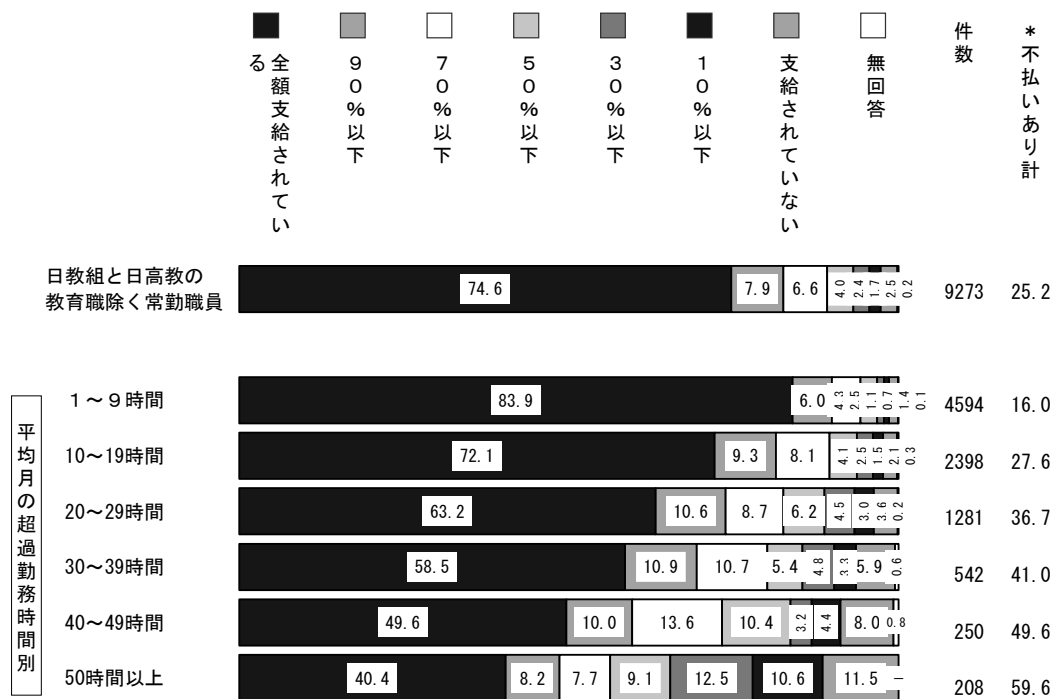 全額支給されている
９０％以下
７０％以下
５０％以下
３０％以下
１０％以下
支給されていない
無回答
件数
＊不払いあり計
日教組と日高教の
教育職除く常勤職員
74.6 7.9 6.6 4.0 2.4 1.7 2.5 0.2 9273 25.2
平均月の超過勤務時間別
１～９時間 83.9 6.0 4.3 2.5 1.1 0.7 1.4 0.1 4594 16.0
10～19時間 72.1 9.3 8.1 4.1 2.5 1.5 2.1 0.3 2398 27.6
20～29時間 63.2 10.6 8.7 6.2 4.5 3.0 3.6 0.2 1281 36.7
30～39時間 58.5 10.9 10.7 5.4 4.8 3.3 5.9 0.6 542 41.0
40～49時間 49.6 10.0 13.6 10.4 3.2 4.4 8.0 0.8 250 49.6
50時間以上 40.4 8.2 7.7 9.1 12.5 10.6 11.5 － 208 59.6